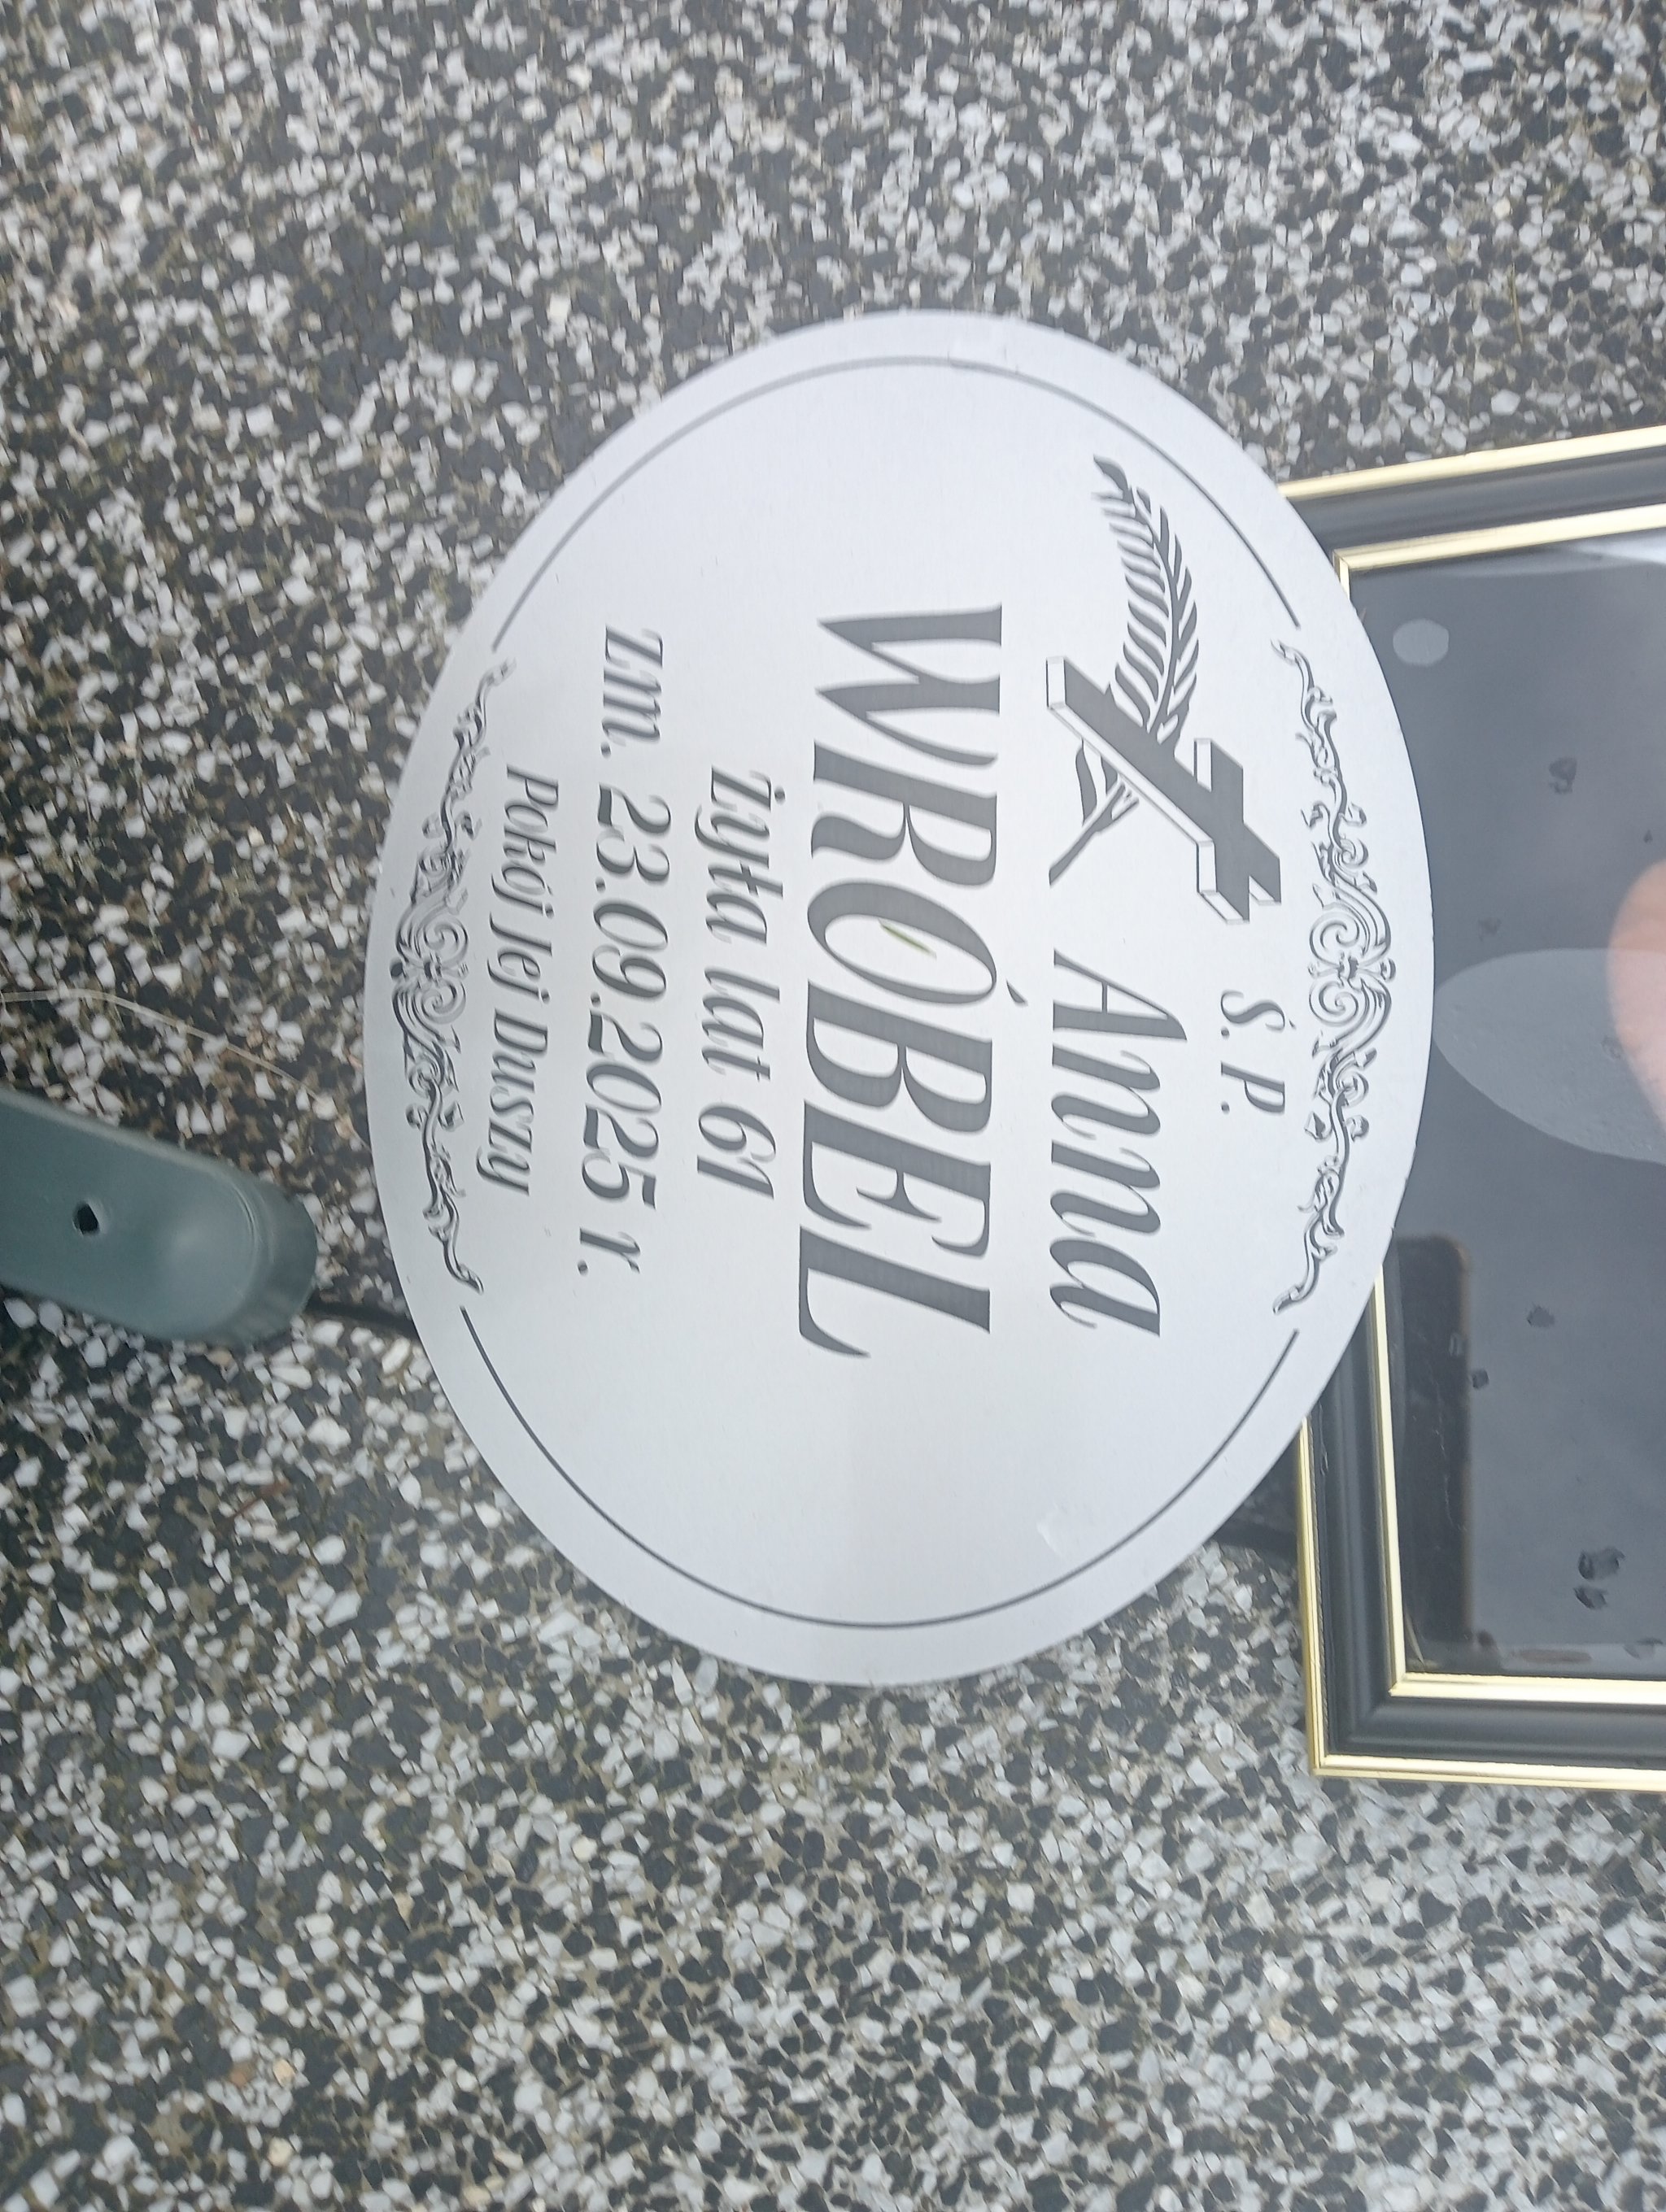 Ś. P.
Anna
WRÓBEL
żyła lat 61
zm. 23.09.2025 r.
Pokój Jej Duszy